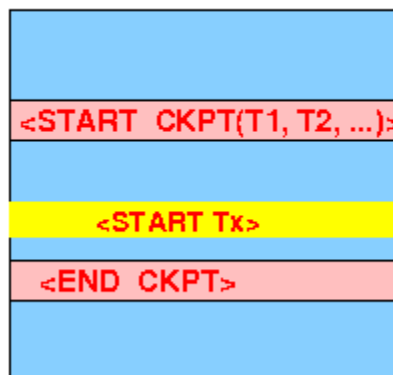 <START CKPT(T1, T2, ...)>
<START Tx>
<END CKPT>